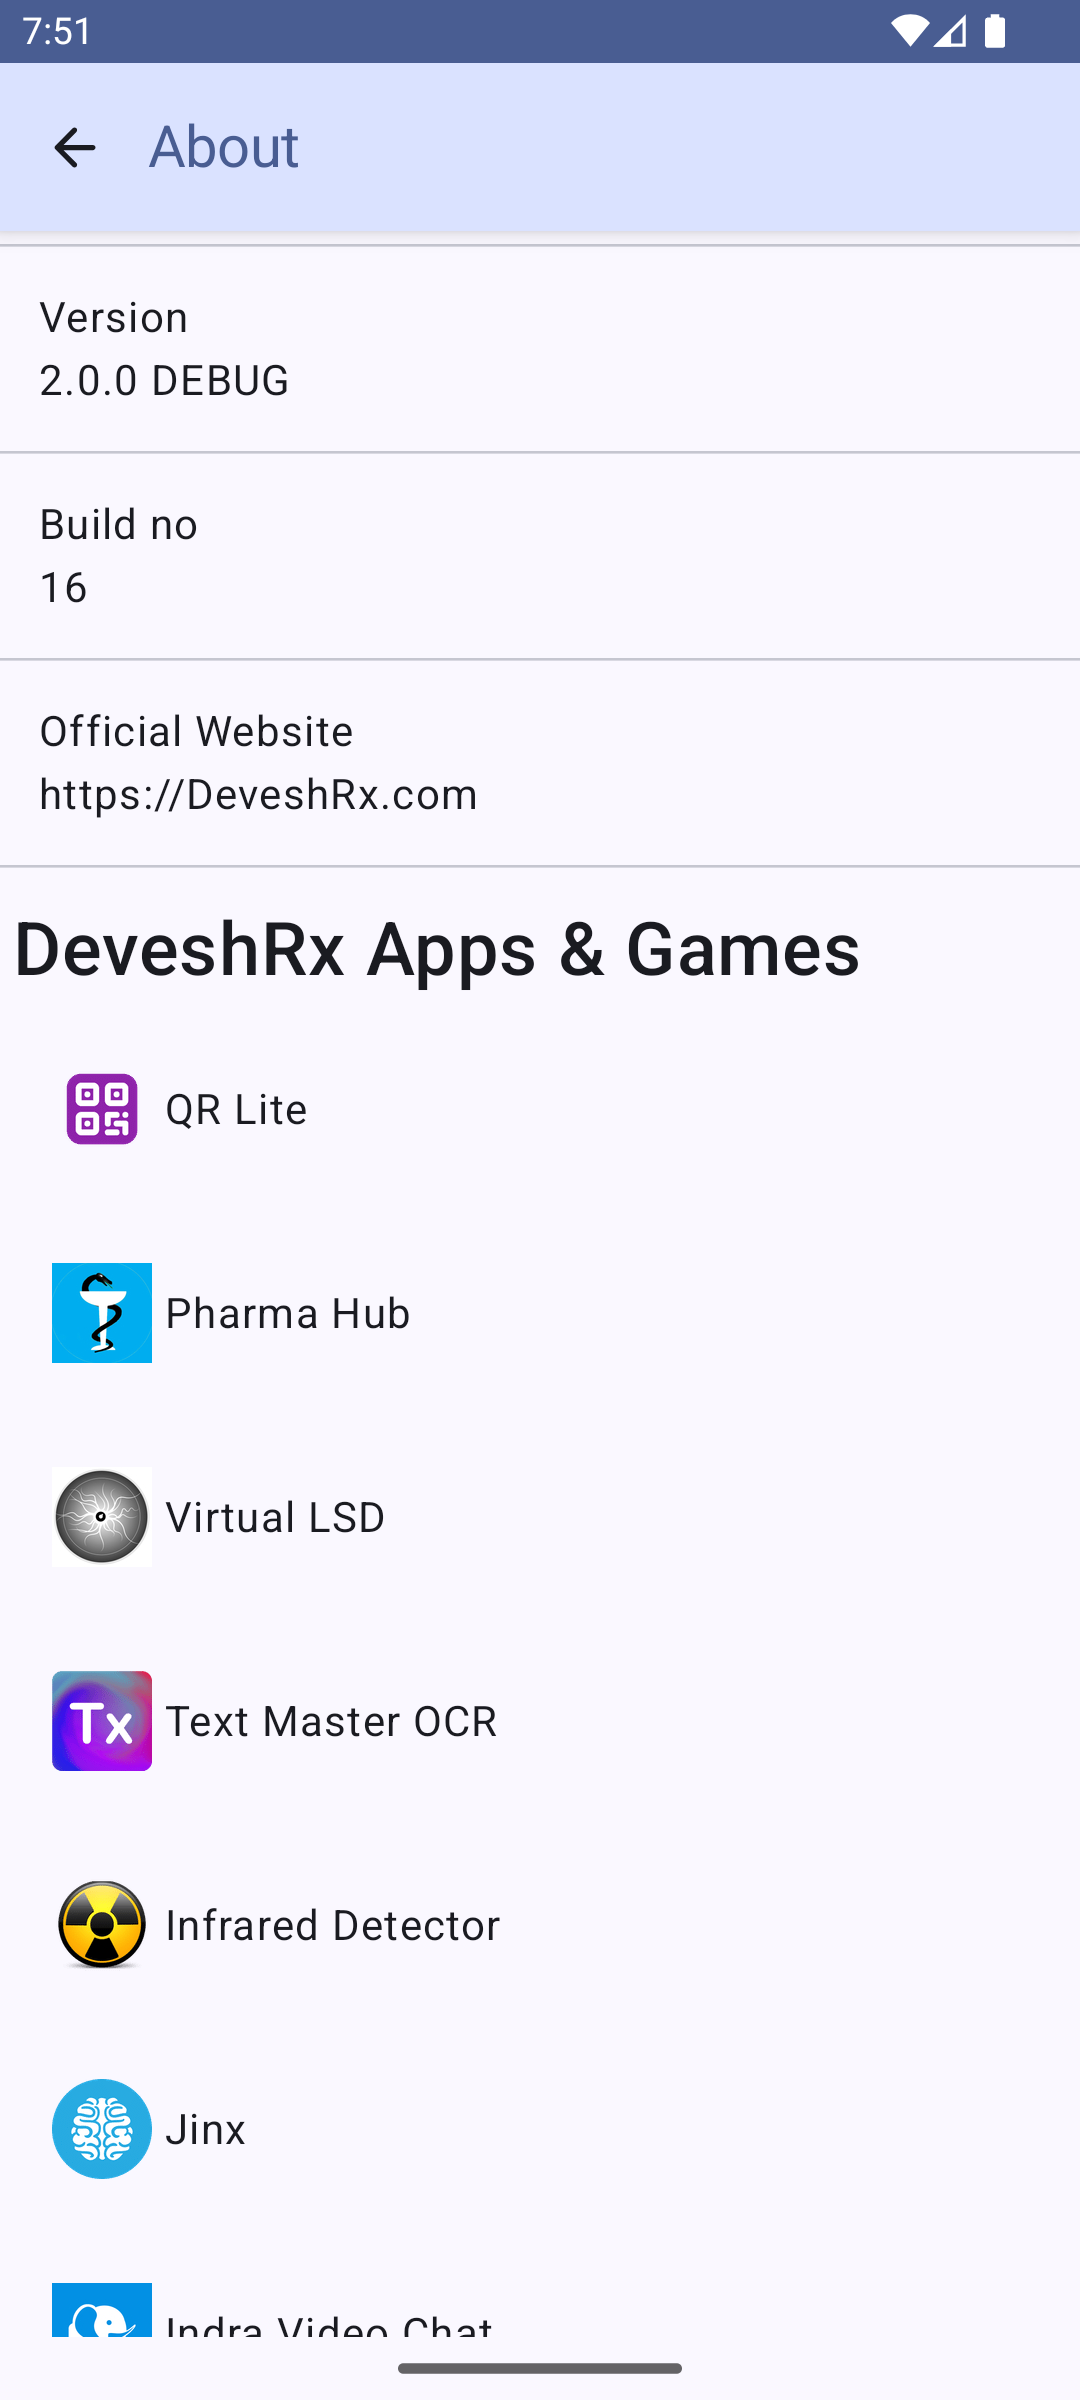 7:51
About
Version
2.0.0 DEBUG
Build no
16
Official Website
https://DeveshRx.com
DeveshRx Apps & Games
QR Lite
Pharma Hub
Virtual LSD
Tx Text Master OCR
Infrared Detector
Jinx
Indra Video Chat